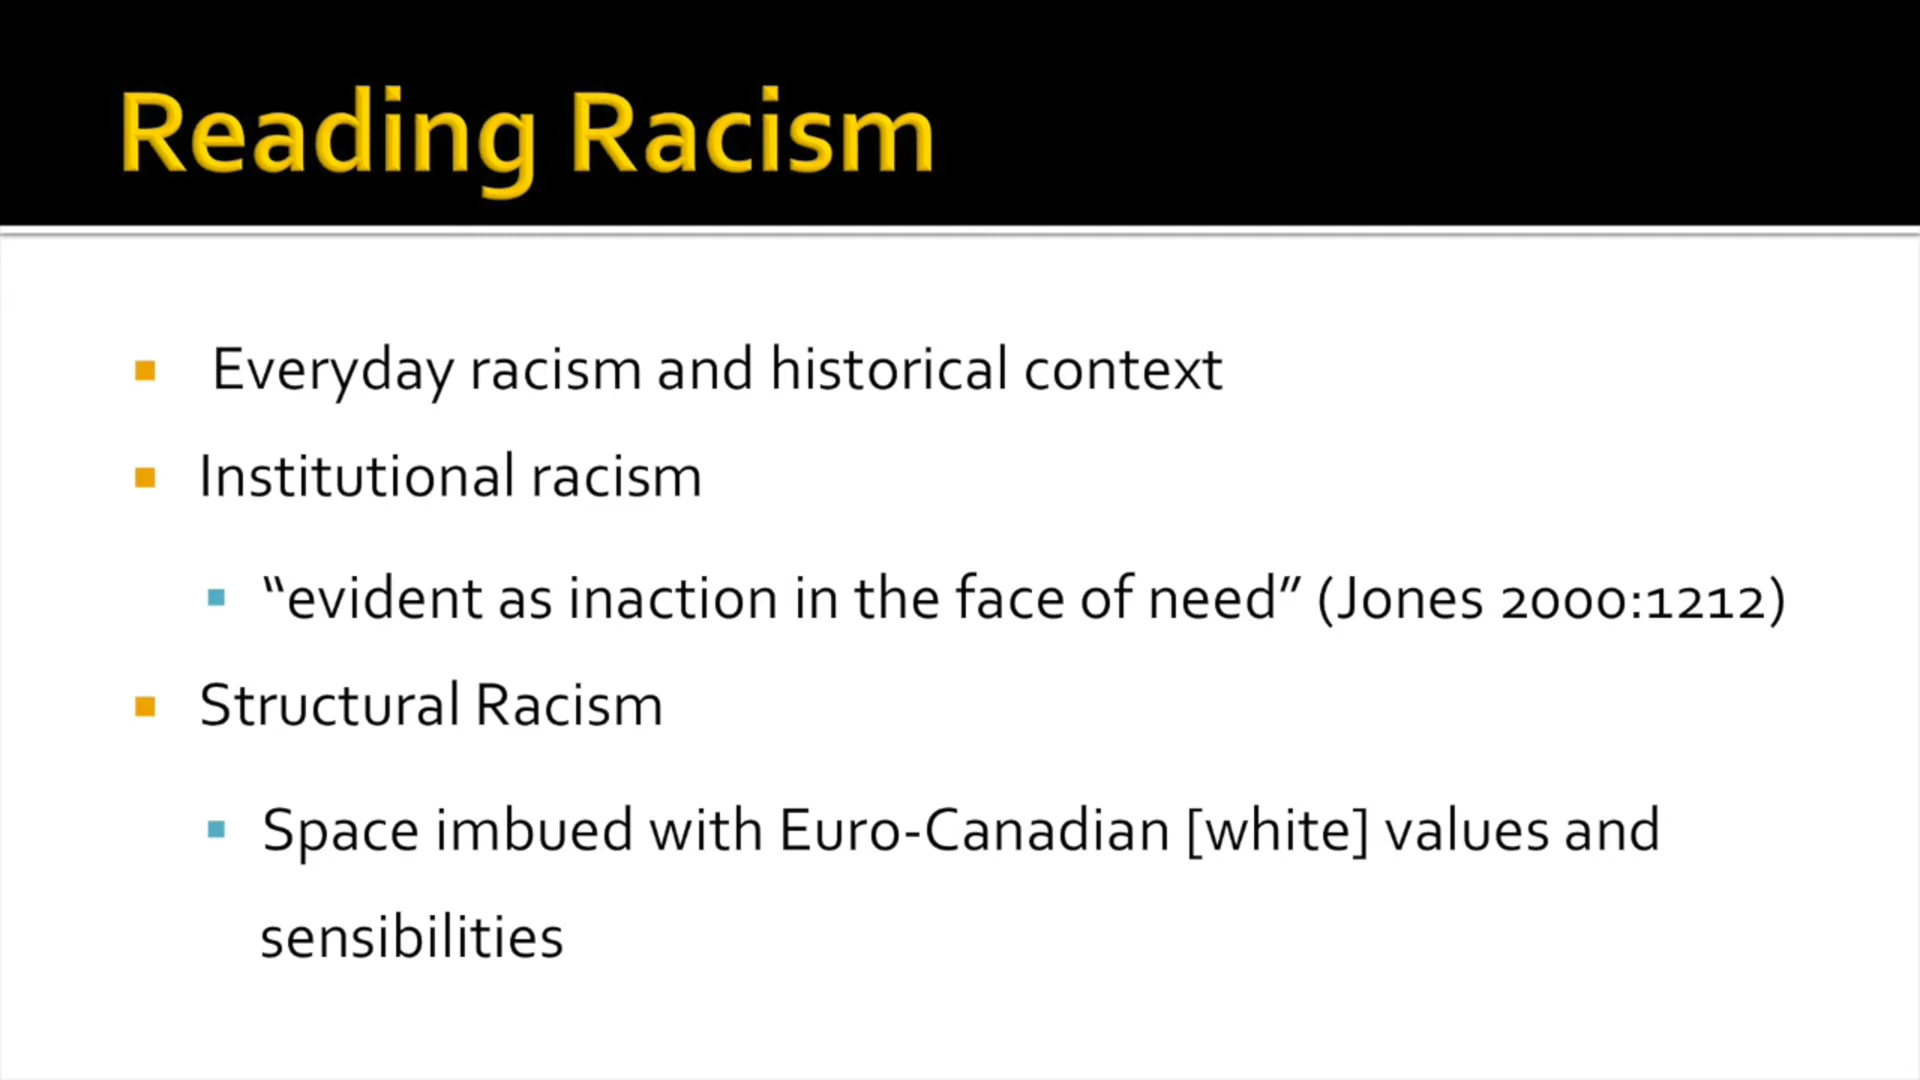 Reading Racism
Everyday racism and historical context
Institutional racism
“evident as inaction in the face of need” (Jones 2000:1212)
Structural Racism
Space imbued with Euro-Canadian [white] values and
sensibilities